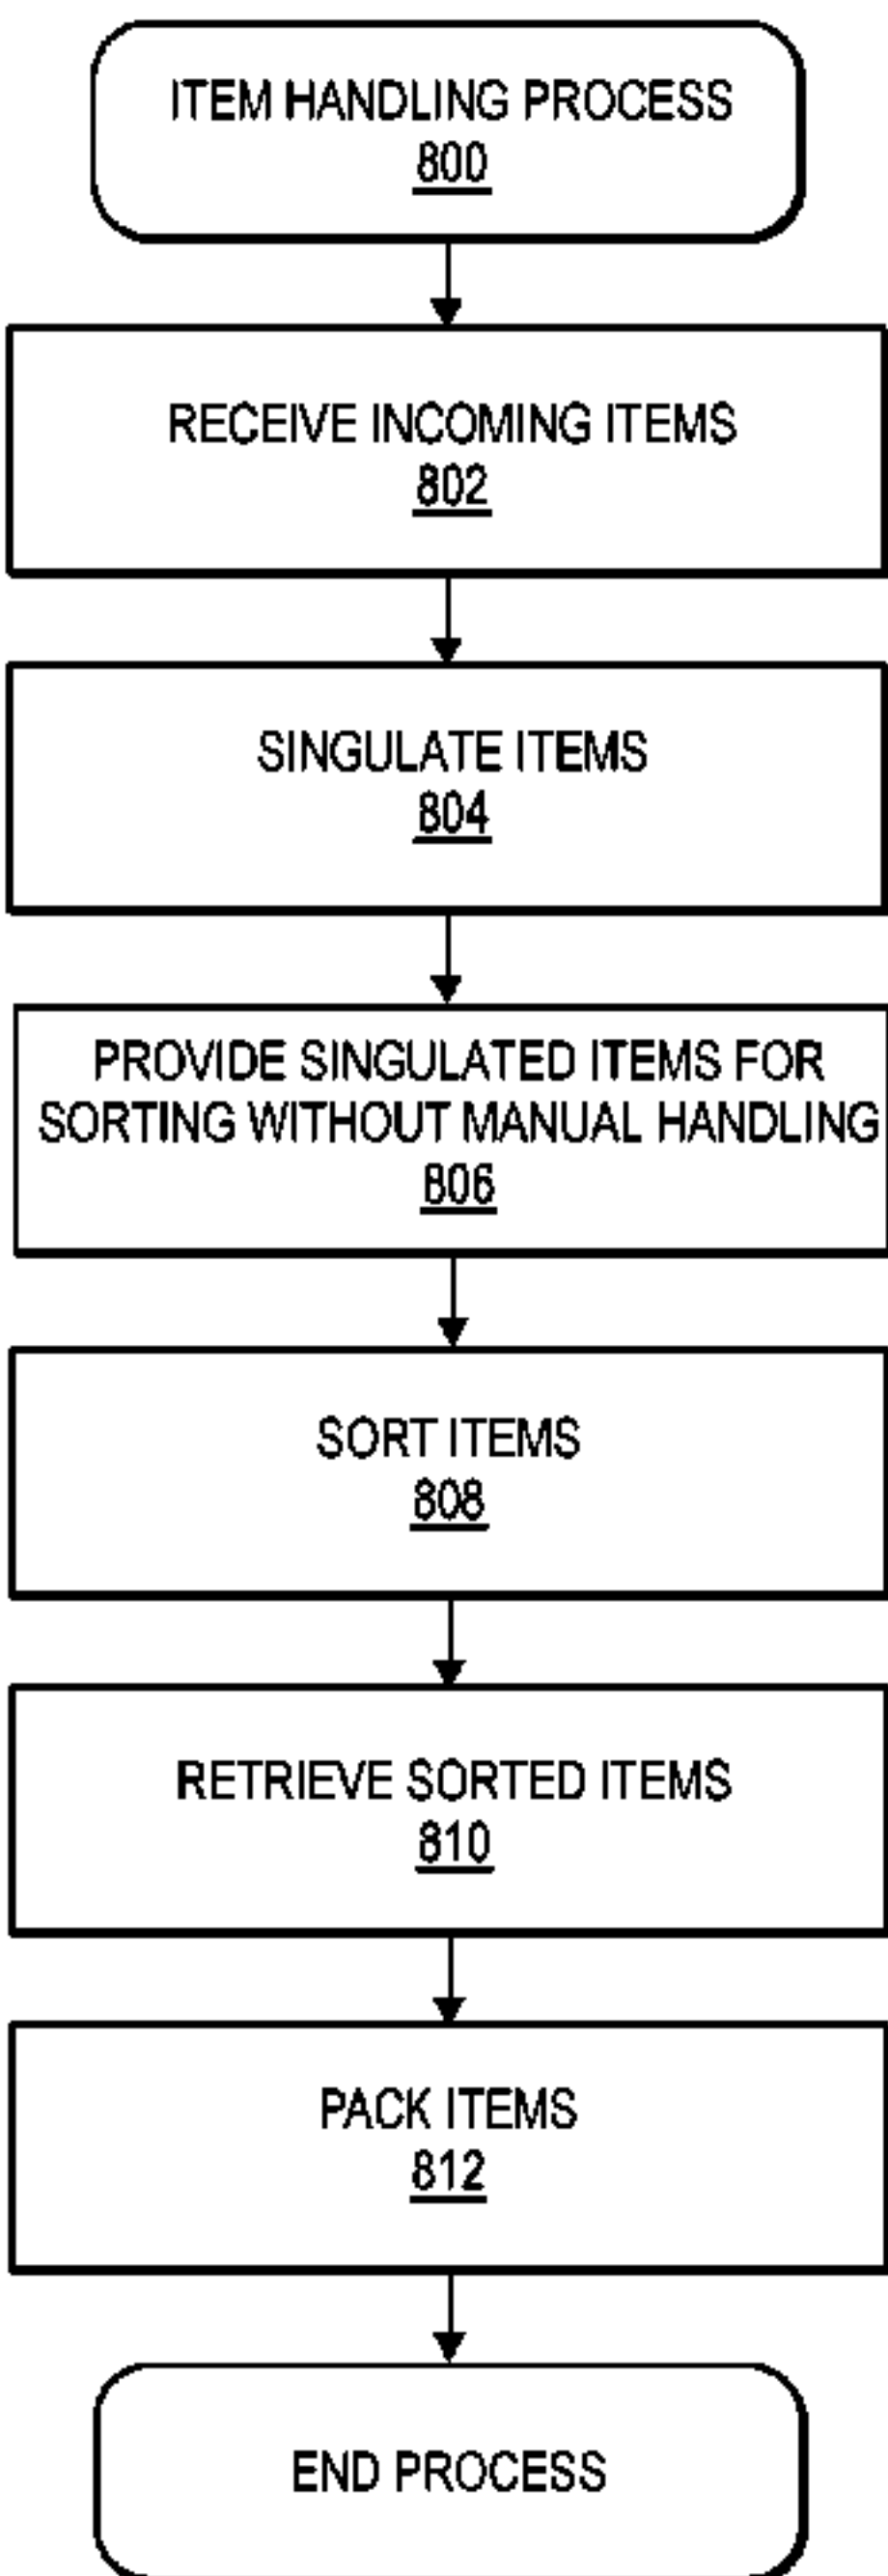 ITEM HANDLING PROCESS
800
RECEIVE INCOMING ITEMS
802
SINGULATE ITEMS
804
PROVIDE SINGULATED ITEMS FOR
SORTING WITHOUT MANUAL HANDLING
806
SORT ITEMS
808
RETRIEVE SORTED ITEMS
810
PACK ITEMS
812
END PROCESS